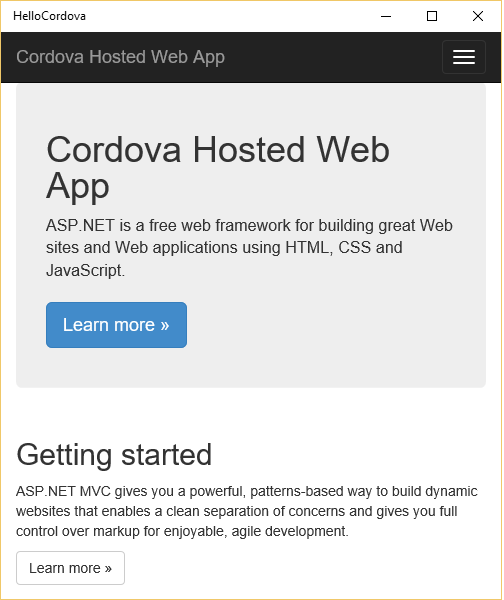 HelloCordova
Cordova Hosted Web App
Cordova Hosted Web
App
ASP.NET is a free web framework for building great Web
sites and Web applications using HTML, CSS and
JavaScript.
Learn more »
Getting started
ASP.NET MVC gives you a powerful, patterns-based way to build dynamic
websites that enables a clean separation of concerns and gives you full
control over markup for enjoyable, agile development.
Learn more »